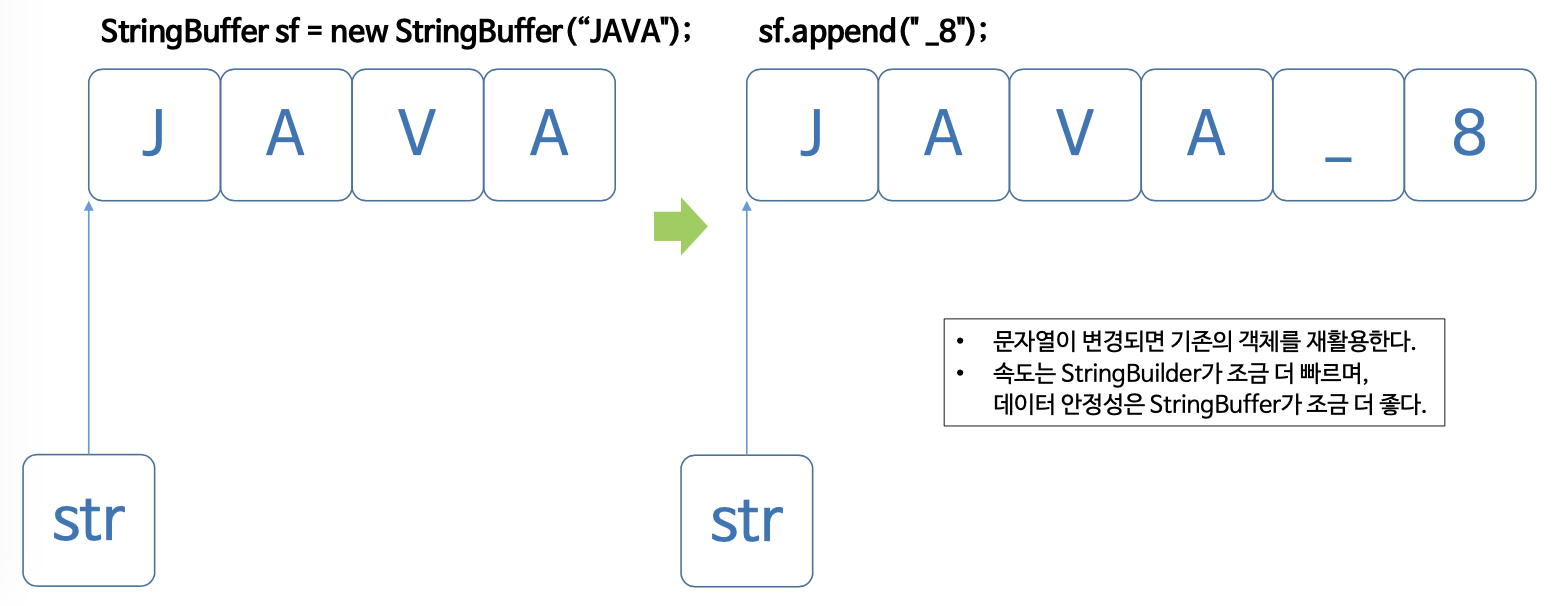 StringBuffer sf = new StringBuffer(“JAVA");
sf.append("_8");
J A V A
J A V A _ 8
• 문자열이 변경되면 기존의 객체를 재활용한다.
• 속도는 StringBuilder가 조금 더 빠르며,
데이터 안정성은 StringBuffer가 조금 더 좋다.
str
str